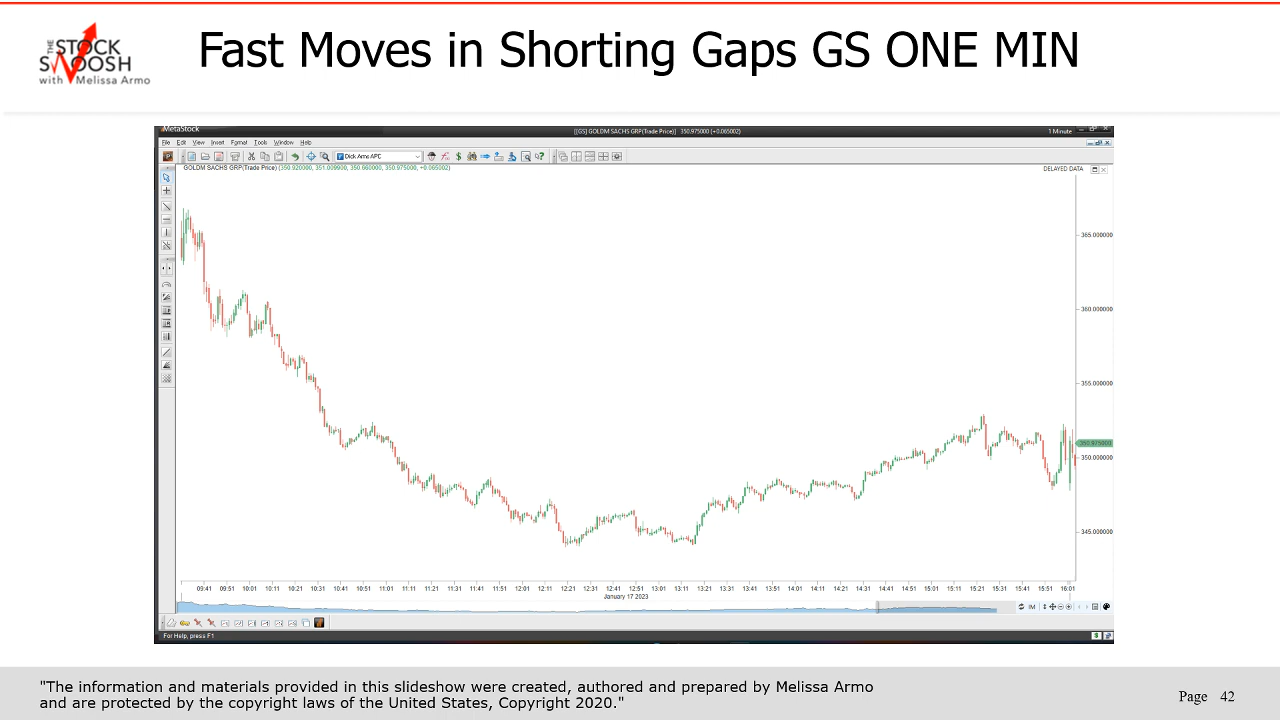 THE
STOCK
SWOOSH
with Melissa Armo
Fast Moves in Shorting Gaps GS ONE MIN
MetaStock
[[GS] GOLDM SACHS GRP(Trade Price)] 350.975000 (+0.065002)
1 Minute
File Edit View Insert Format Tools Window Help
Dick Arms APC
GOLDM SACHS GRP(Trade Price) (350.920000, 351.009900, 350.660000, 350.975000, +0.065002)
DELAYED DATA
365.000000
360.000000
355.000000
350.975000
350.000000
345.000000
09:41 09:51 10:01 10:11 10:21 10:31 10:41 10:51 11:01 11:11 11:21 11:31 11:41 11:51 12:01 12:11 12:21 12:31 12:41 12:51 13:01 13:11 13:21 13:31 13:41 13:51 14:01 14:11 14:21 14:31 14:41 14:51 15:01 15:11 15:21 15:31 15:41 15:51 16:01
January 17 2023
For Help, press F1
"The information and materials provided in this slideshow were created, authored and prepared by Melissa Armo
and are protected by the copyright laws of the United States, Copyright 2020."
Page 42